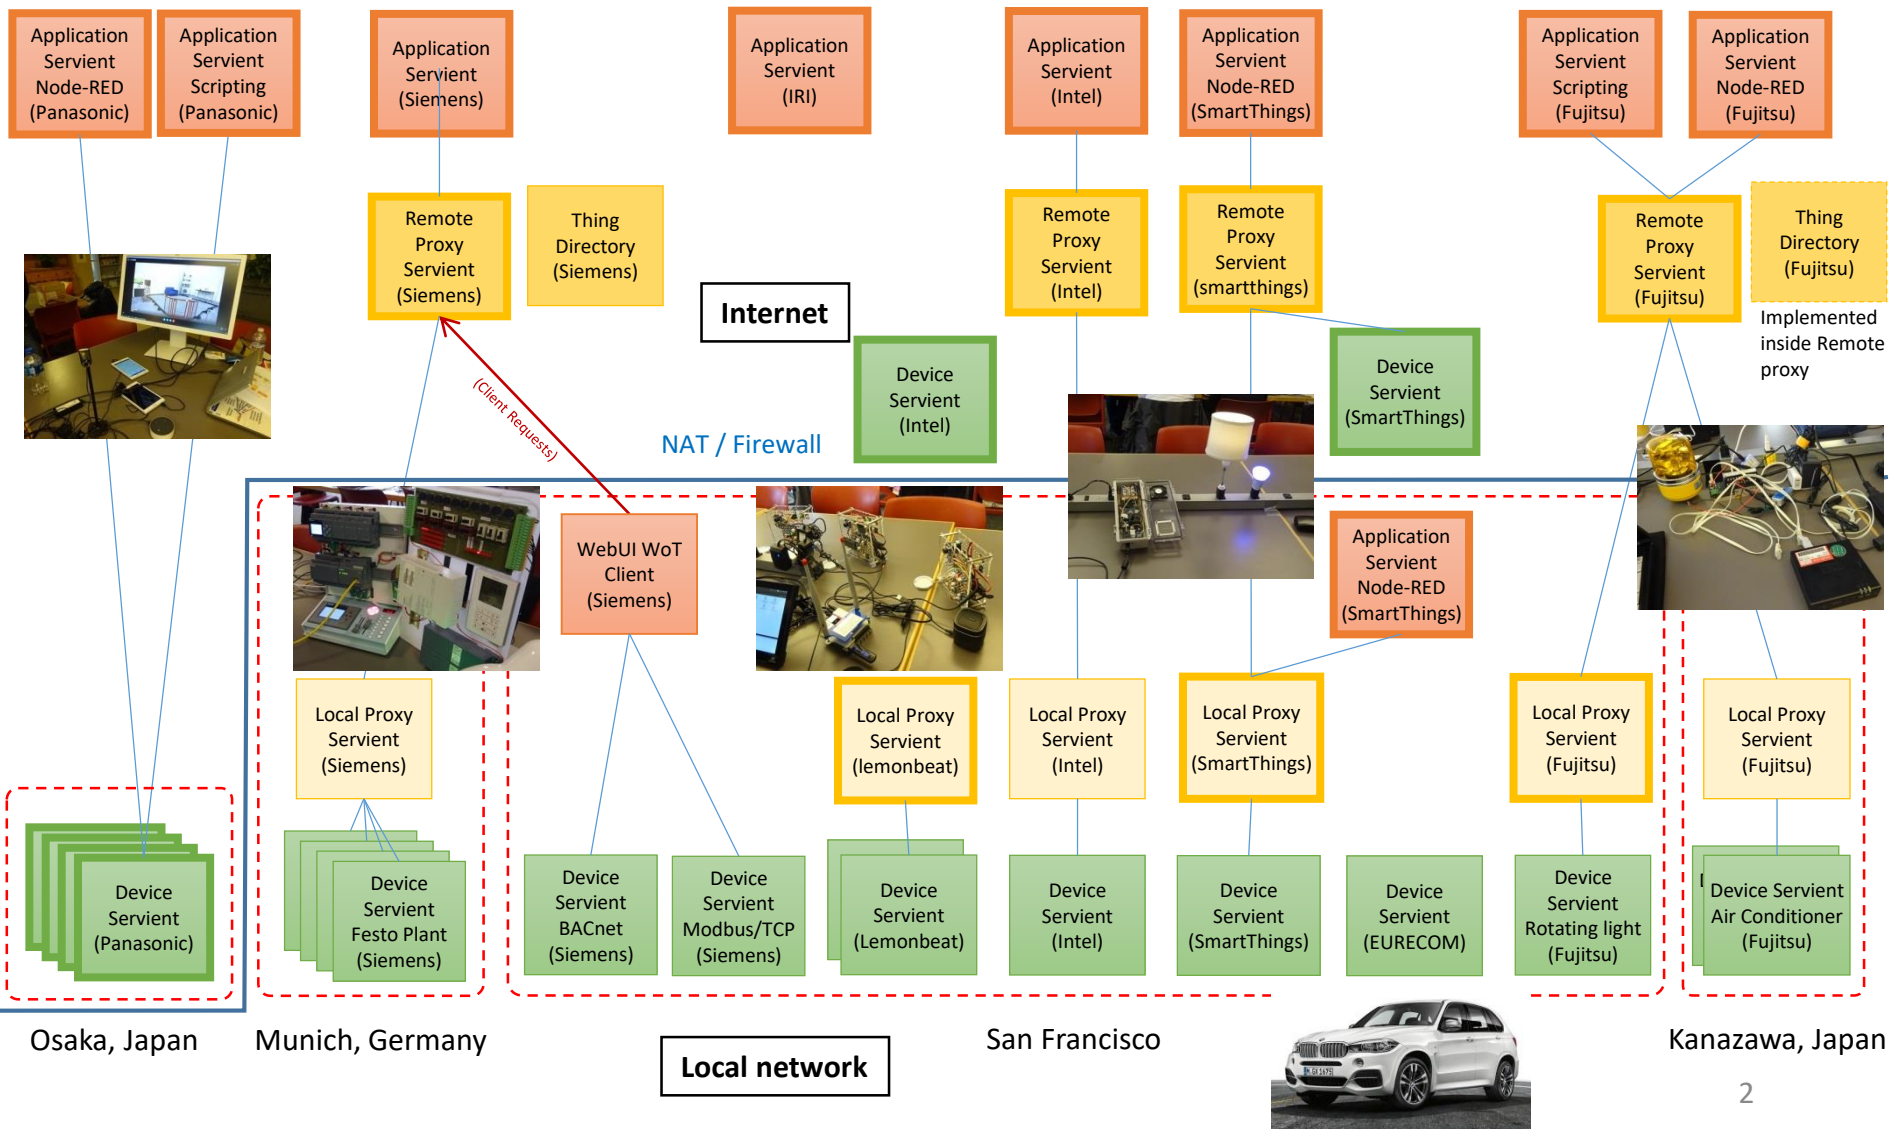 Application
Servient
Node-RED
(Panasonic)
Application
Servient
Scripting
(Panasonic)
Application
Servient
(Siemens)
Application
Servient
(IRI)
Application
Servient
(Intel)
Application
Servient
Node-RED
(SmartThings)
Application
Servient
Scripting
(Fujitsu)
Application
Servient
Node-RED
(Fujitsu)
Remote
Proxy
Servient
(Siemens)
Thing
Directory
(Siemens)
Remote
Proxy
Servient
(Intel)
Remote
Proxy
Servient
(smartthings)
Remote
Proxy
Servient
(Fujitsu)
Thing
Directory
(Fujitsu)
Implemented
inside Remote
proxy
Internet
(Client Requests)
Device
Servient
(Intel)
Device
Servient
(SmartThings)
NAT / Firewall
WebUI WoT
Client
(Siemens)
Application
Servient
Node-RED
(SmartThings)
Local Proxy
Servient
(Siemens)
Local Proxy
Servient
(lemonbeat)
Local Proxy
Servient
(Intel)
Local Proxy
Servient
(SmartThings)
Local Proxy
Servient
(Fujitsu)
Local Proxy
Servient
(Fujitsu)
Device
Servient
(Panasonic)
Device
Servient
Festo Plant
(Siemens)
Device
Servient
BACnet
(Siemens)
Device
Servient
Modbus/TCP
(Siemens)
Device
Servient
(Lemonbeat)
Device
Servient
(Intel)
Device
Servient
(SmartThings)
Device
Servient
(EURECOM)
Device
Servient
Rotating light
(Fujitsu)
Device Servient
Air Conditioner
(Fujitsu)
Osaka, Japan
Munich, Germany
San Francisco
Kanazawa, Japan
Local network
2